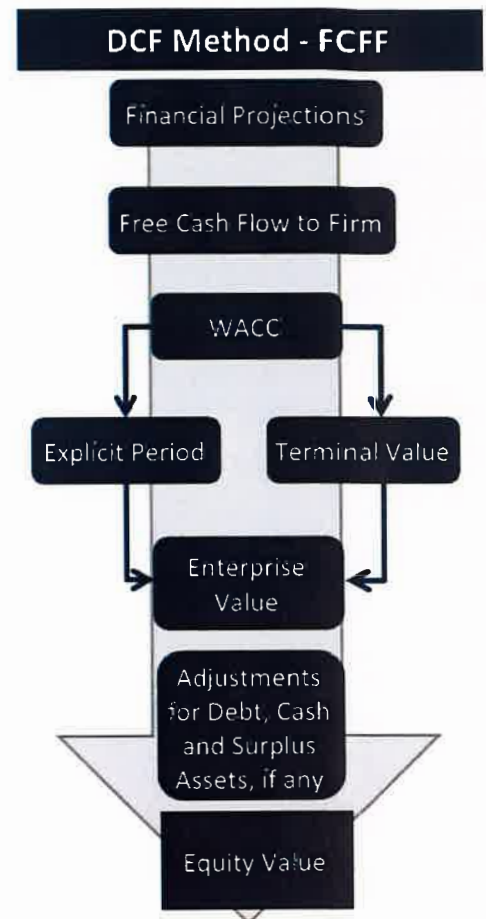 DCF Method - FCFF
Financial Projections
Free Cash Flow to Firm
WACC
Explicit Period
Terminal Value
Enterprise
Value
Adjustments
for Debt, Cash
and Surplus
Assets, if any
Equity Value